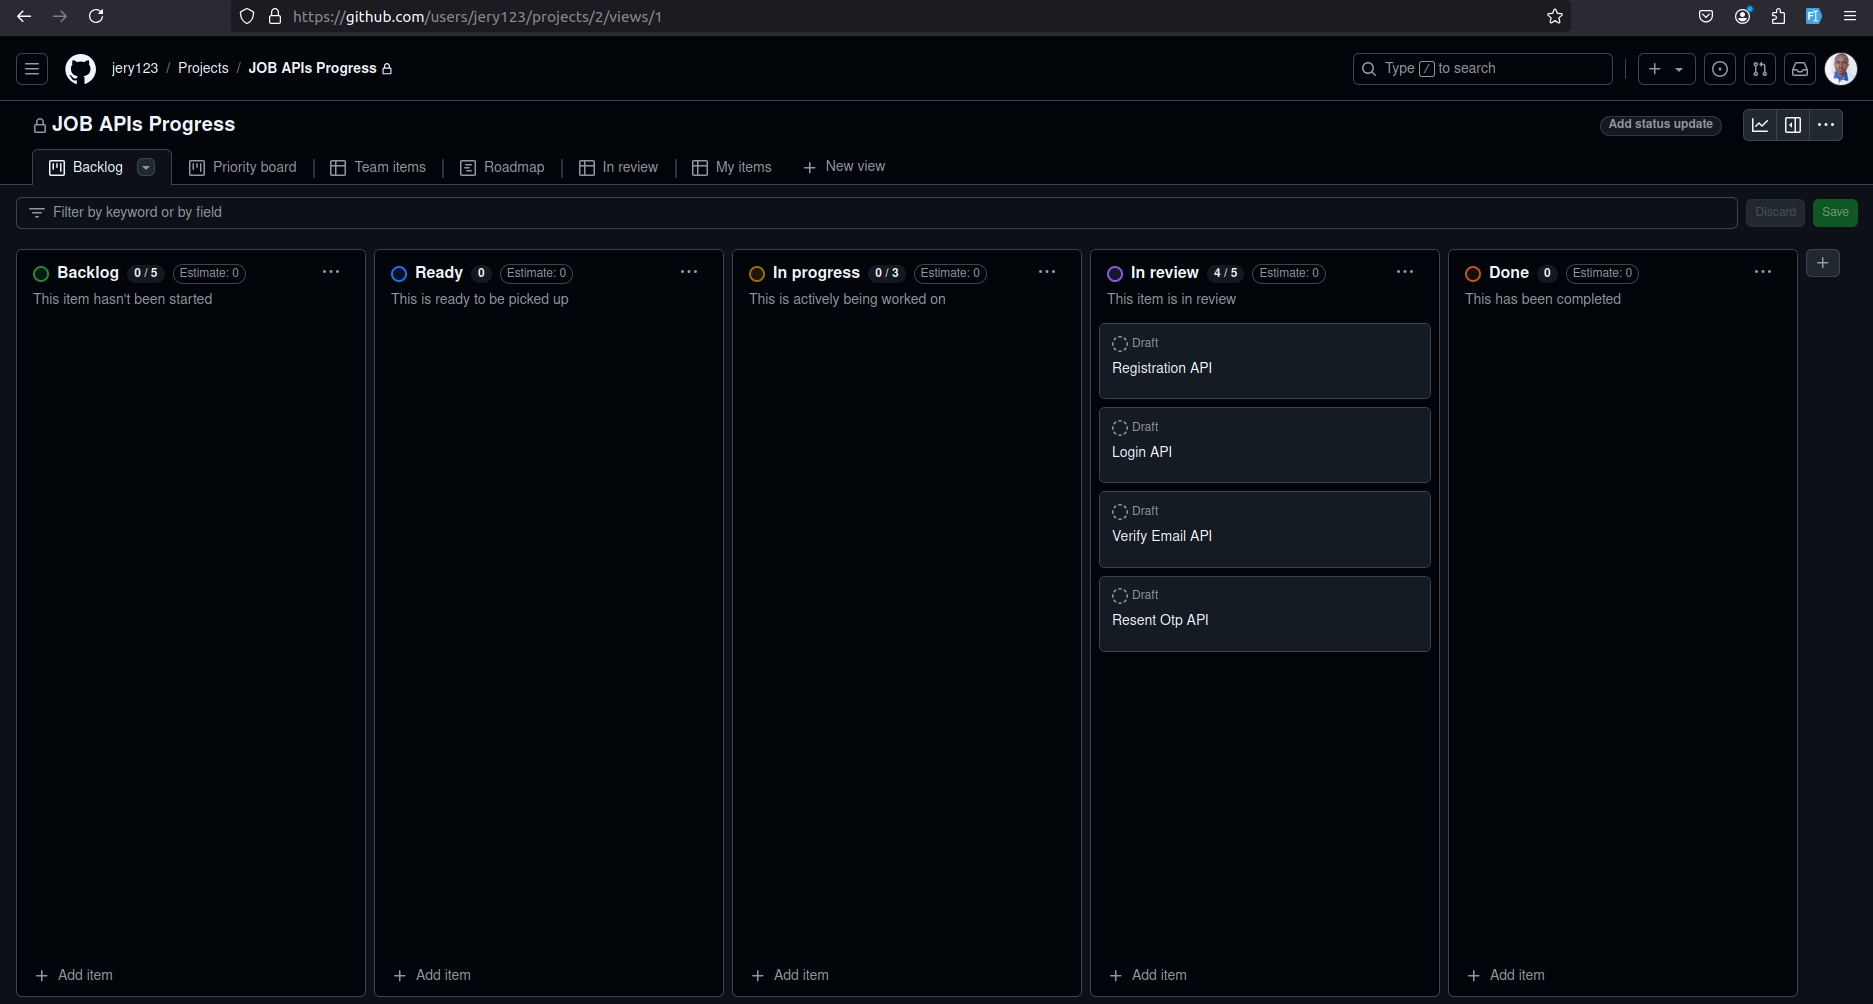 https://github.com/users/jery123/projects/2/views/1
jery123 / Projects / JOB APIs Progress
Type / to search
JOB APIs Progress
Add status update
Backlog
Priority board
Team items
Roadmap
In review
My items
New view
Filter by keyword or by field
Discard
Save
Backlog 0 / 5 Estimate: 0
This item hasn't been started
Add item
Ready 0 Estimate: 0
This is ready to be picked up
Add item
In progress 0 / 3 Estimate: 0
This is actively being worked on
Add item
In review 4 / 5 Estimate: 0
This item is in review
Draft
Registration API
Draft
Login API
Draft
Verify Email API
Draft
Resent Otp API
Add item
Done 0 Estimate: 0
This has been completed
Add item